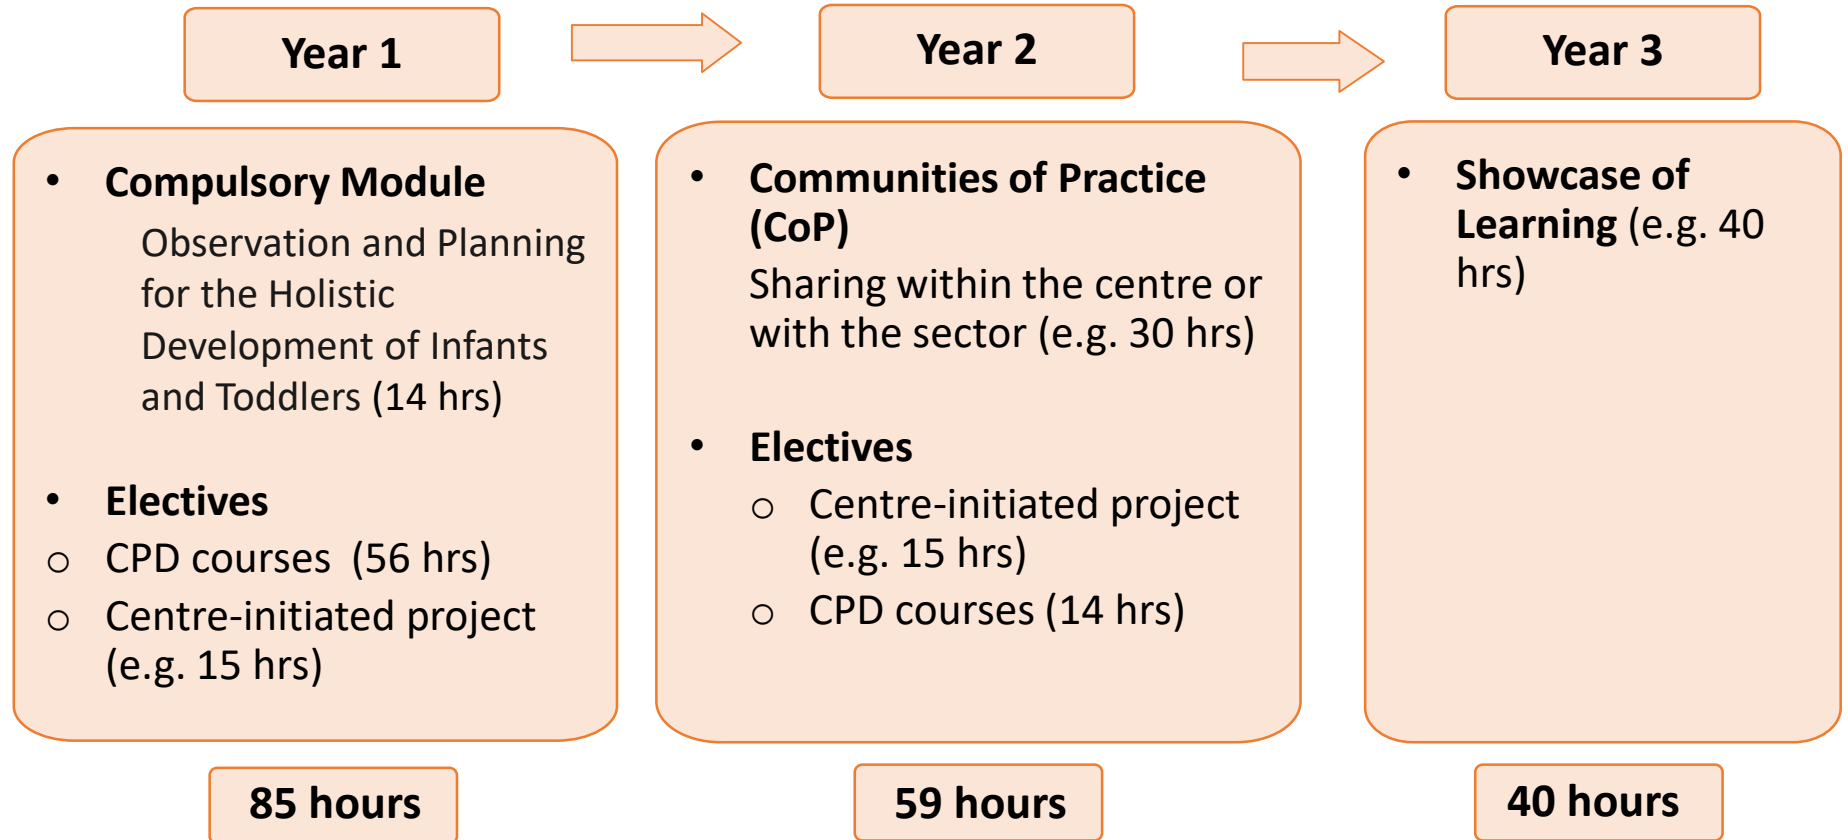 Year 1
Year 2
Year 3
• Compulsory Module
Observation and Planning
for the Holistic
Development of Infants
and Toddlers (14 hrs)
• Electives
o CPD courses (56 hrs)
o Centre-initiated project
(e.g. 15 hrs)
85 hours
• Communities of Practice
(CoP)
Sharing within the centre or
with the sector (e.g. 30 hrs)
• Electives
o Centre-initiated project
(e.g. 15 hrs)
o CPD courses (14 hrs)
59 hours
• Showcase of
Learning (e.g. 40
hrs)
40 hours